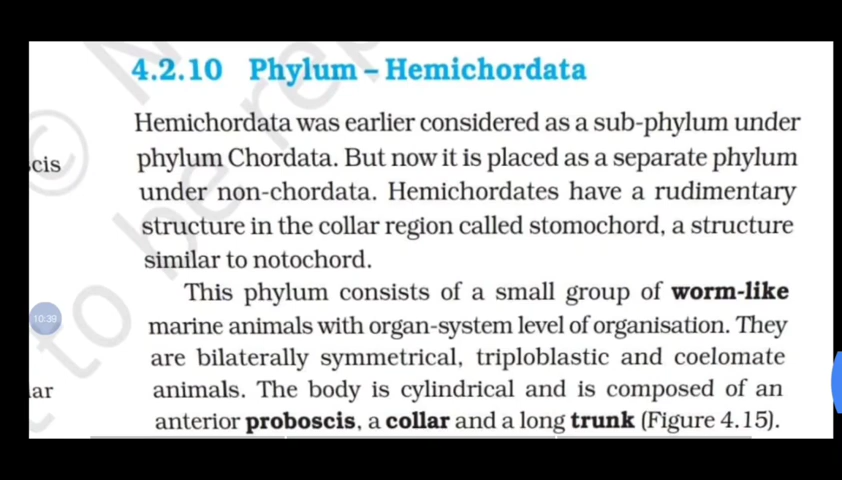 4.2.10 Phylum – Hemichordata
Hemichordata was earlier considered as a sub-phylum under
phylum Chordata. But now it is placed as a separate phylum
under non-chordata. Hemichordates have a rudimentary
structure in the collar region called stomochord, a structure
similar to notochord.
This phylum consists of a small group of worm-like
marine animals with organ-system level of organisation. They
are bilaterally symmetrical, triploblastic and coelomate
animals. The body is cylindrical and is composed of an
anterior proboscis, a collar and a long trunk (Figure 4.15).
cis
10:39
ar
© N
to be rep